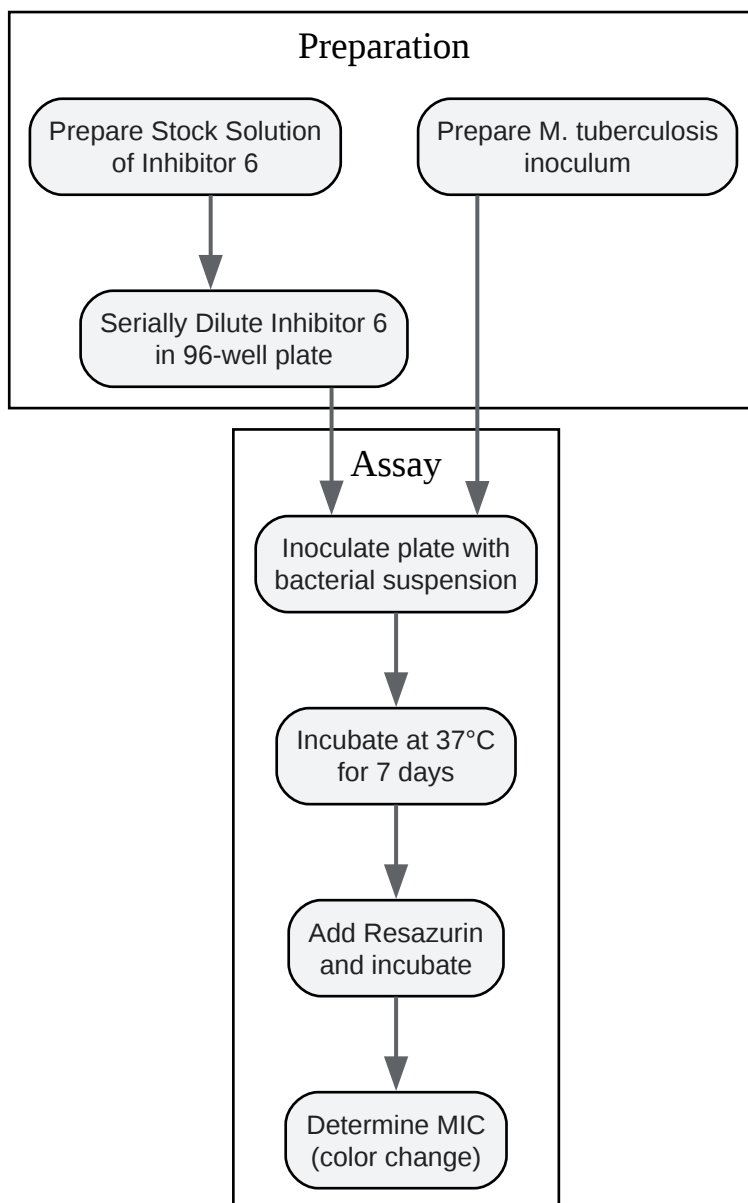 Preparation
Prepare Stock Solution
of Inhibitor 6
Prepare M. tuberculosis
inoculum
Serially Dilute Inhibitor 6
in 96-well plate
Assay
Inoculate plate with
bacterial suspension
Incubate at 37°C
for 7 days
Add Resazurin
and incubate
Determine MIC
(color change)